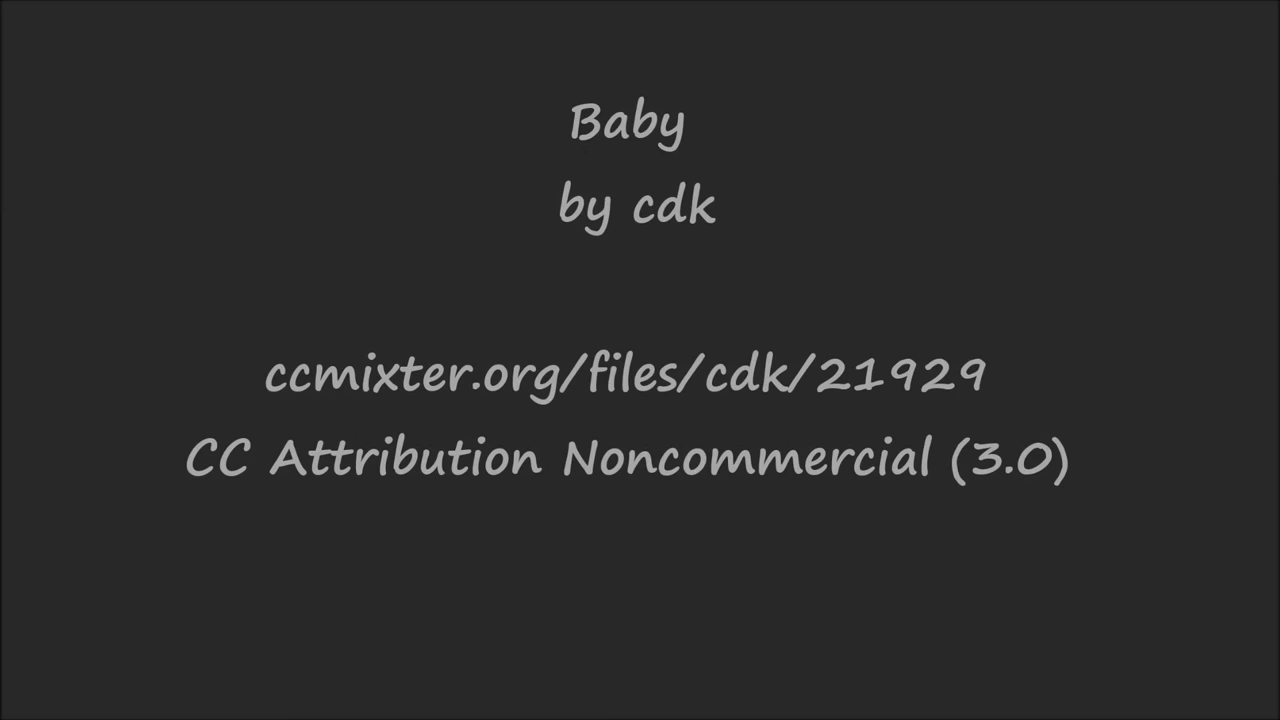 Baby
by cdk
ccmixter.org/files/cdk/21929
CC Attribution Noncommercial (3.0)